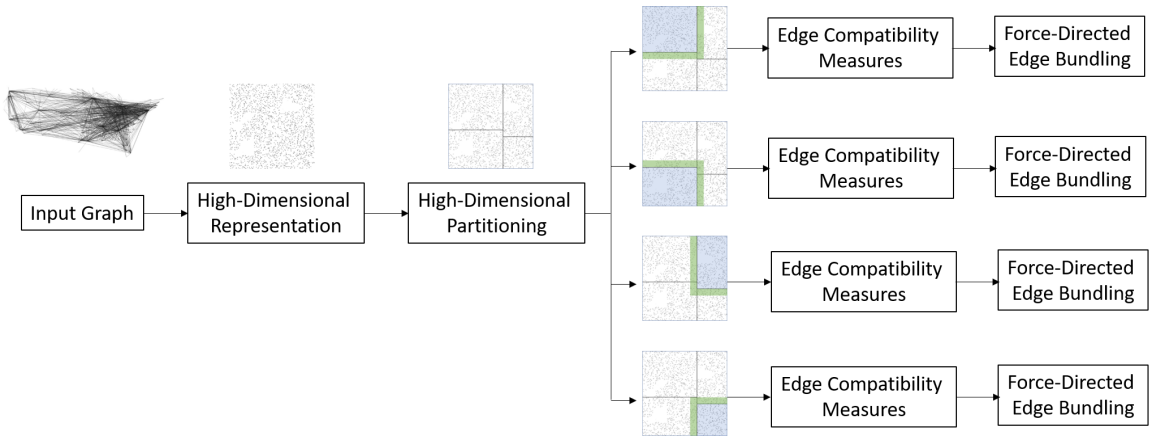 Input Graph
High-Dimensional
Representation
High-Dimensional
Partitioning
Edge Compatibility
Measures
Force-Directed
Edge Bundling
Edge Compatibility
Measures
Force-Directed
Edge Bundling
Edge Compatibility
Measures
Force-Directed
Edge Bundling
Edge Compatibility
Measures
Force-Directed
Edge Bundling